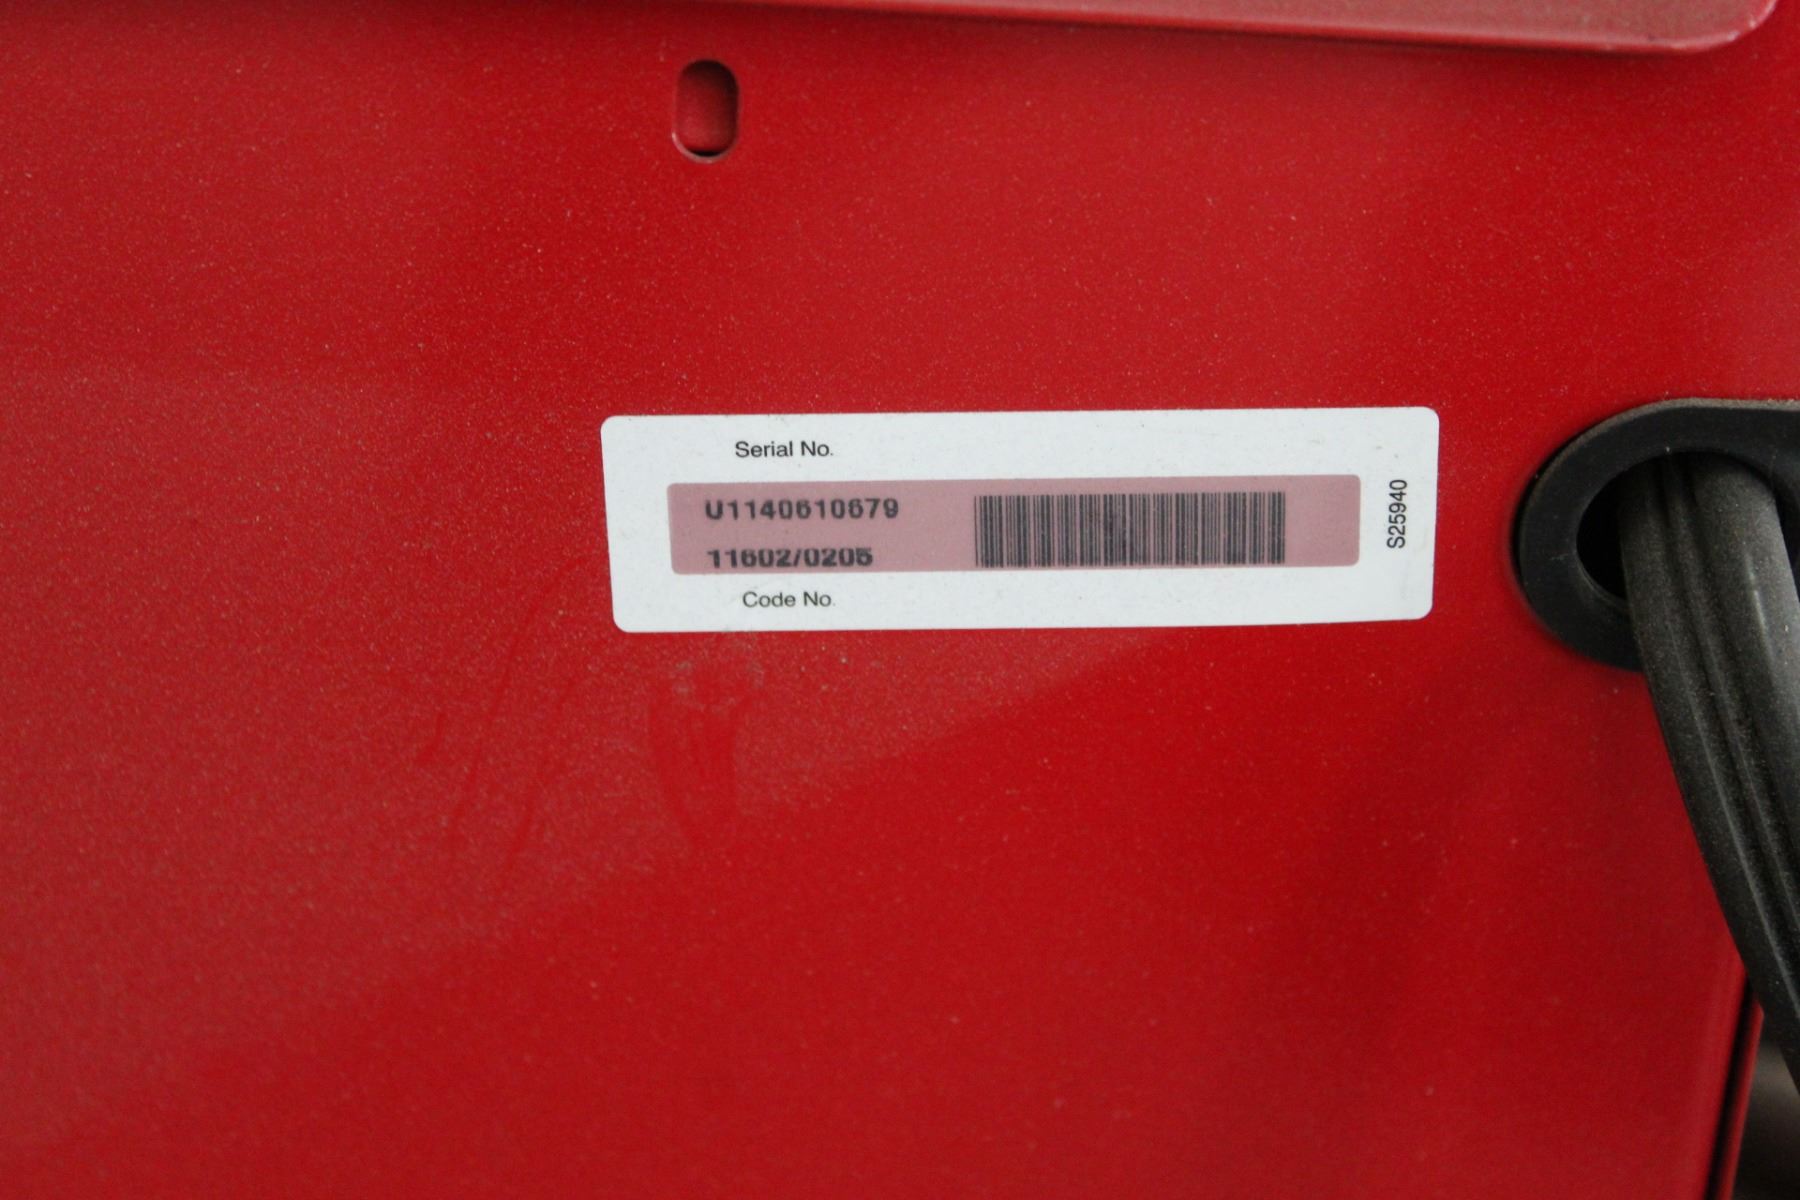 Serial No.
U1140610679
11602/0205
Code No.
S25940